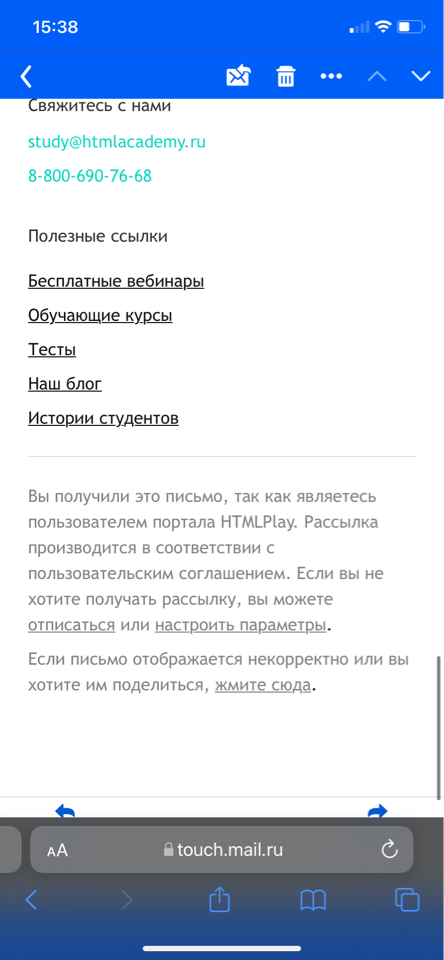 15:38
Свяжитесь с нами
study@htmlacademy.ru
8-800-690-76-68
Полезные ссылки
Бесплатные вебинары
Обучающие курсы
Тесты
Наш блог
Истории студентов
Вы получили это письмо, так как являетесь
пользователем портала HTMLPlay. Рассылка
производится в соответствии с
пользовательским соглашением. Если вы не
хотите получать рассылку, вы можете
отписаться или настроить параметры.
Если письмо отображается некорректно или вы
хотите им поделиться, жмите сюда.
AA touch.mail.ru